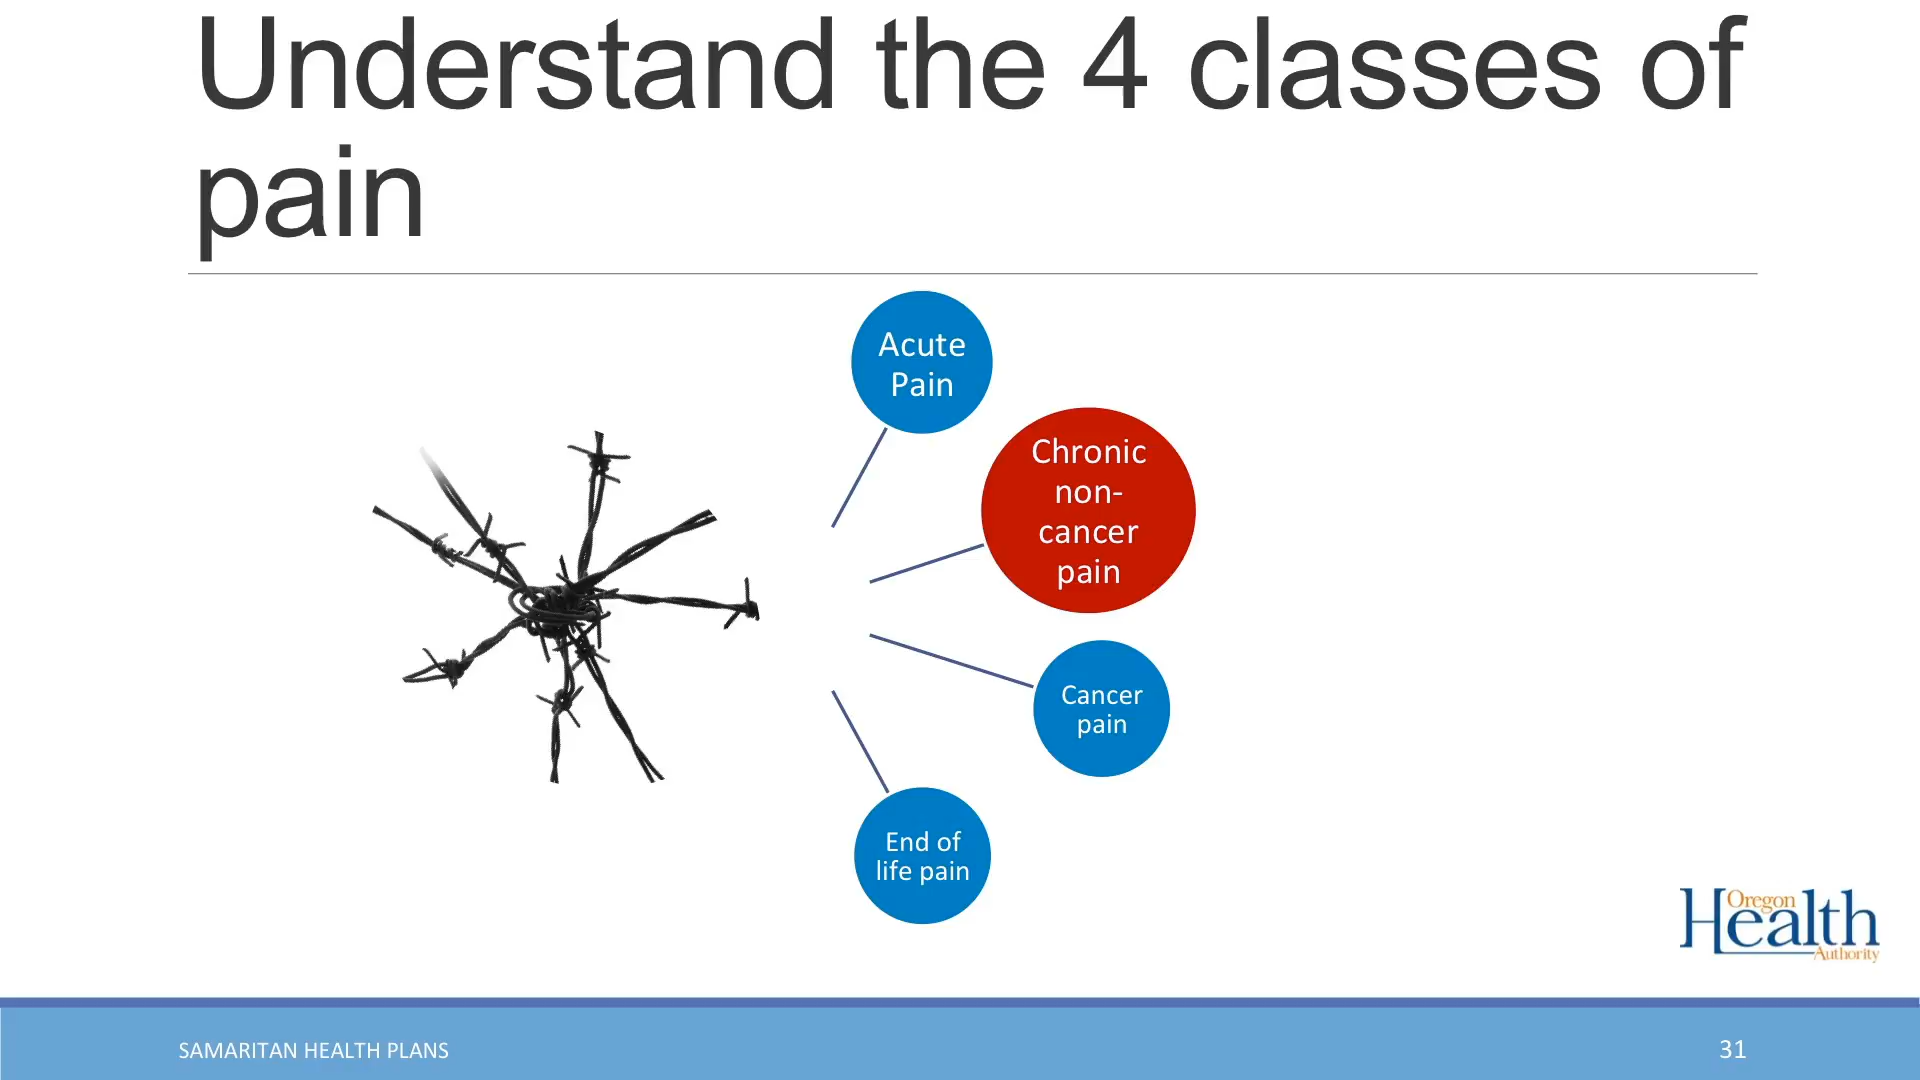 Understand the 4 classes of
pain
Acute
Pain
Chronic
non-
cancer
pain
Cancer
pain
End of
life pain
Oregon
Health
Authority
SAMARITAN HEALTH PLANS
31